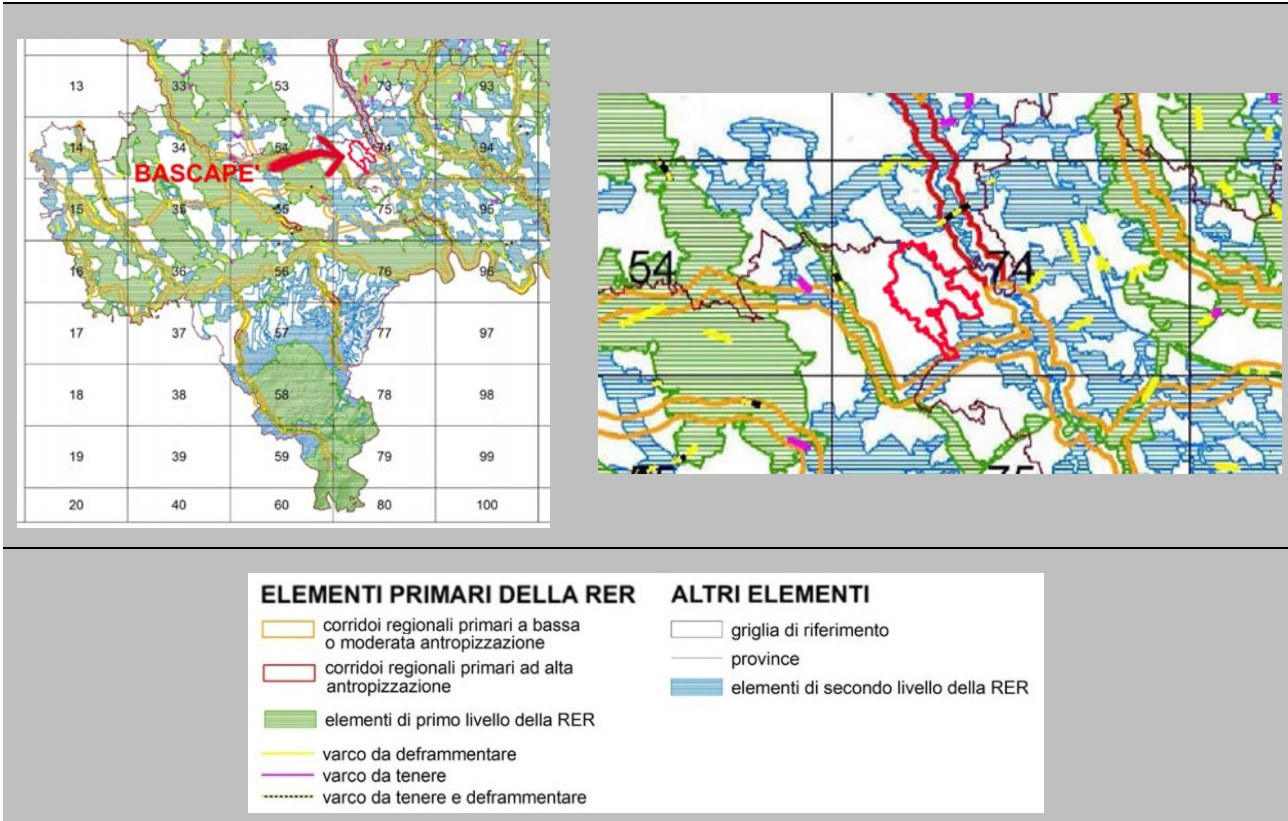 13 33 53 73 93
14 34 54 74 94
BASCAPE'
15 35 55 75 95
16 36 56 76 96
17 37 57 77 97
18 38 58 78 98
19 39 59 79 99
20 40 60 80 100
54 74
75
ELEMENTI PRIMARI DELLA RER
corridoi regionali primari a bassa
o moderata antropizzazione
corridoi regionali primari ad alta
antropizzazione
elementi di primo livello della RER
varco da deframmentare
varco da tenere
varco da tenere e deframmentare
ALTRI ELEMENTI
griglia di riferimento
province
elementi di secondo livello della RER